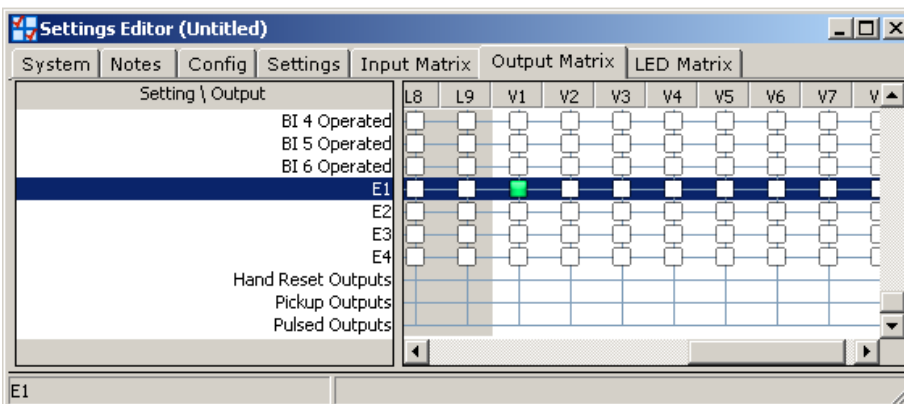 Settings Editor (Untitled)
System Notes Config Settings Input Matrix Output Matrix LED Matrix
Setting \ Output L8 L9 V1 V2 V3 V4 V5 V6 V7
BI 4 Operated
BI 5 Operated
BI 6 Operated
E1
E2
E3
E4
Hand Reset Outputs
Pickup Outputs
Pulsed Outputs
E1